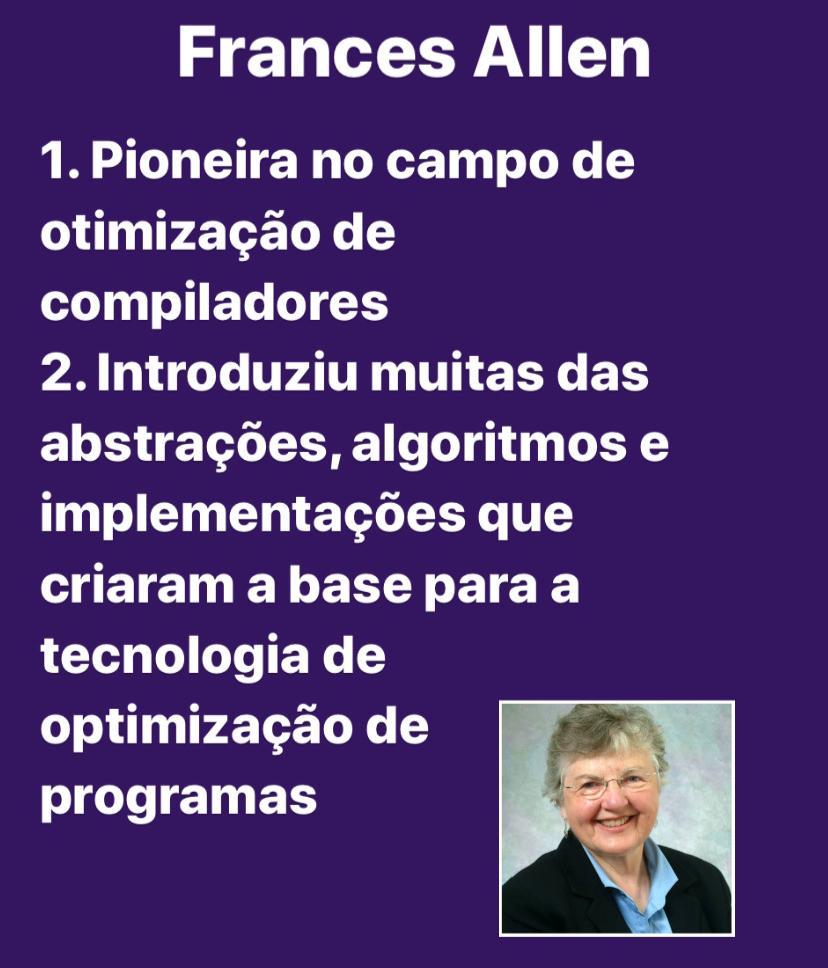 Frances Allen
1. Pioneira no campo de
otimização de
compiladores
2. Introduziu muitas das
abstrações, algoritmos e
implementações que
criaram a base para a
tecnologia de
optimização de
programas